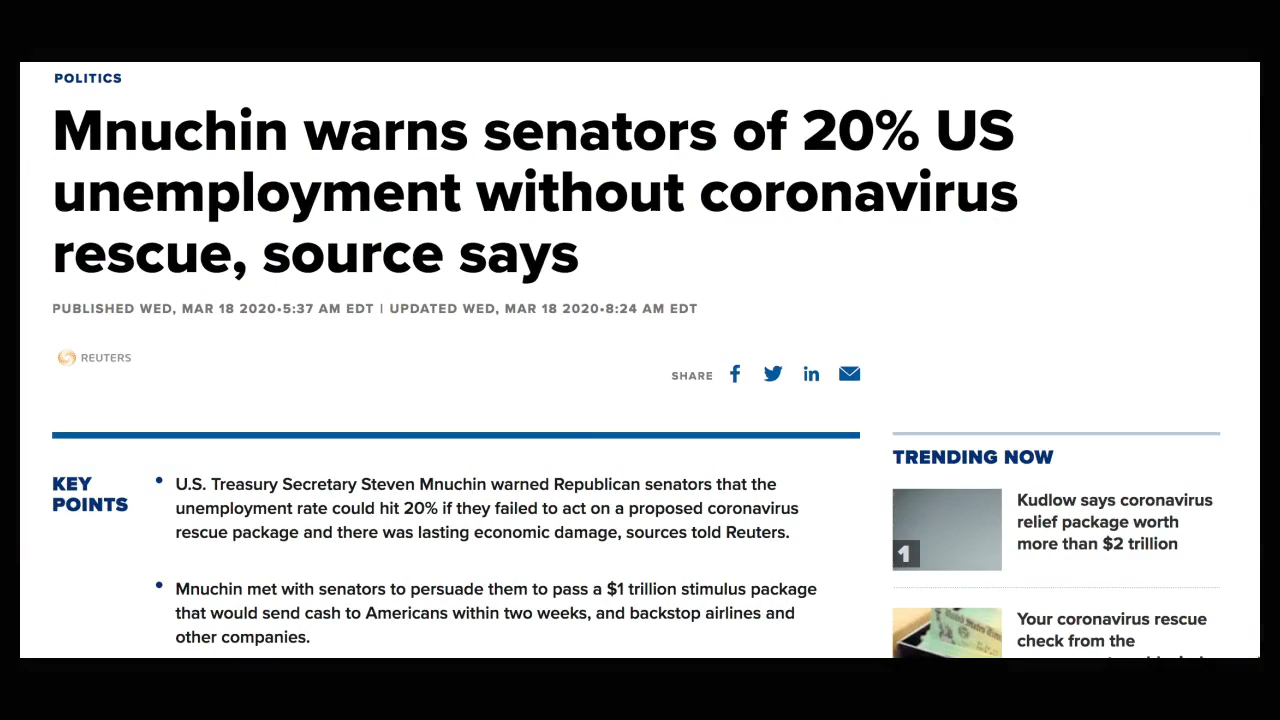 POLITICS
Mnuchin warns senators of 20% US
unemployment without coronavirus
rescue, source says
PUBLISHED WED, MAR 18 2020•5:37 AM EDT | UPDATED WED, MAR 18 2020•8:24 AM EDT
REUTERS
SHARE
KEY
POINTS
• U.S. Treasury Secretary Steven Mnuchin warned Republican senators that the
unemployment rate could hit 20% if they failed to act on a proposed coronavirus
rescue package and there was lasting economic damage, sources told Reuters.
• Mnuchin met with senators to persuade them to pass a $1 trillion stimulus package
that would send cash to Americans within two weeks, and backstop airlines and
other companies.
TRENDING NOW
1
Kudlow says coronavirus
relief package worth
more than $2 trillion
Your coronavirus rescue
check from the